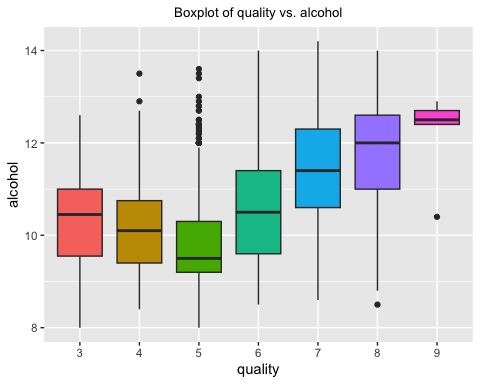 Boxplot of quality vs. alcohol
alcohol
14
12
10
8
3 4 5 6 7 8 9
quality